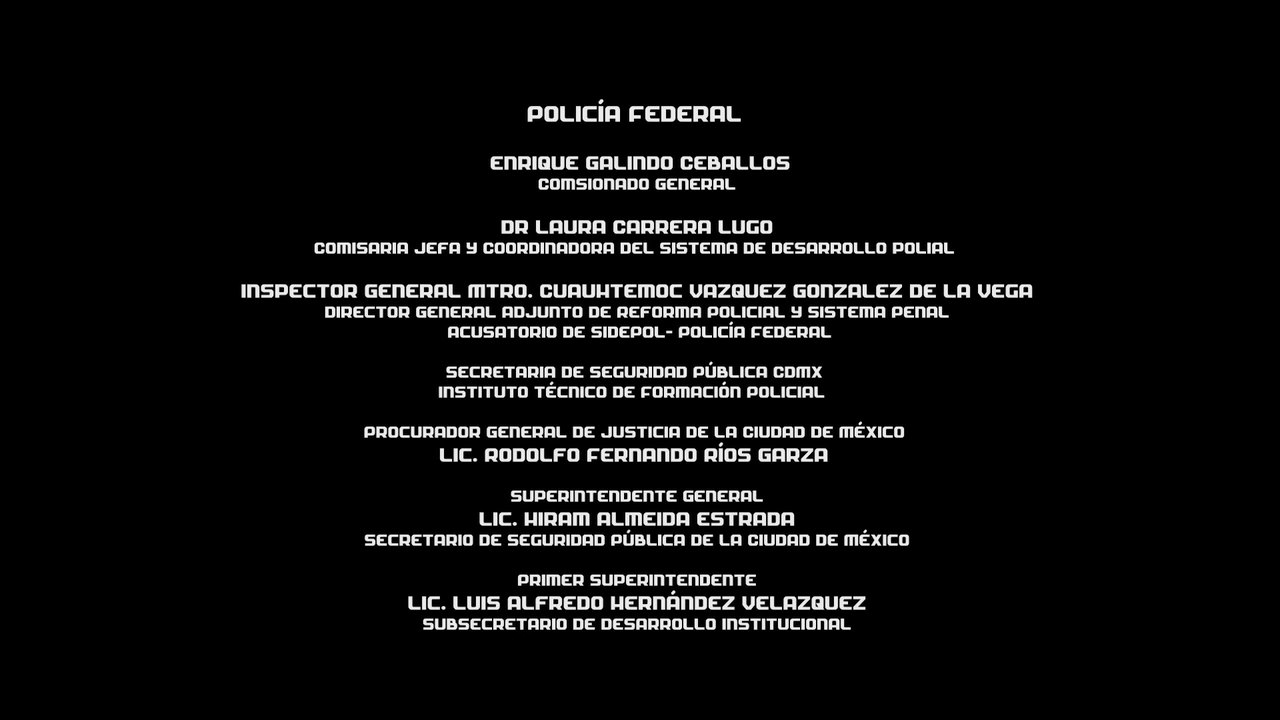 POLICÍA FEDERAL
ENRIQUE GALINDO CEBALLOS
COMSIONADO GENERAL
DR LAURA CARRERA LUGO
COMISARIA JEFA Y COORDINADORA DEL SISTEMA DE DESARROLLO POLIAL
INSPECTOR GENERAL MTRO. CUAUHTEMOC VAZQUEZ GONZALEZ DE LA VEGA
DIRECTOR GENERAL ADJUNTO DE REFORMA POLICIAL Y SISTEMA PENAL
ACUSATORIO DE SIDEPOL- POLICÍA FEDERAL
SECRETARIA DE SEGURIDAD PÚBLICA CDMX
INSTITUTO TÉCNICO DE FORMACIÓN POLICIAL
PROCURADOR GENERAL DE JUSTICIA DE LA CIUDAD DE MÉXICO
LIC. RODOLFO FERNANDO RÍOS GARZA
SUPERINTENDENTE GENERAL
LIC. HIRAM ALMEIDA ESTRADA
SECRETARIO DE SEGURIDAD PÚBLICA DE LA CIUDAD DE MÉXICO
PRIMER SUPERINTENDENTE
LIC. LUIS ALFREDO HERNÁNDEZ VELAZQUEZ
SUBSECRETARIO DE DESARROLLO INSTITUCIONAL